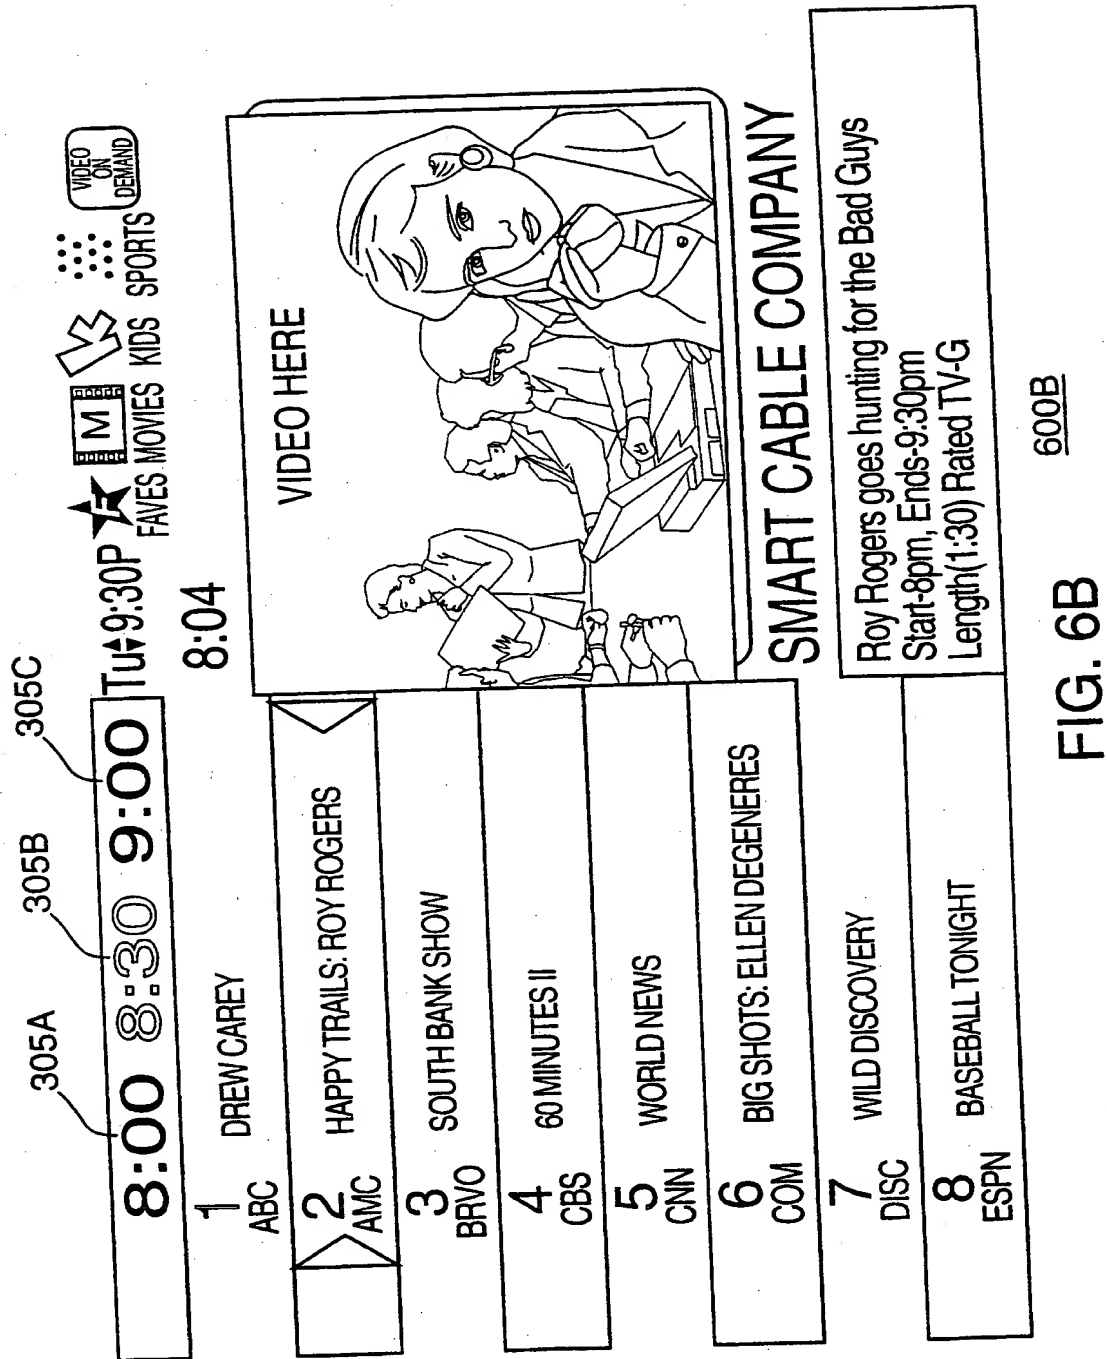 305A
305B
305C
8:00 8:30 9:00
Tu 9:30P
F
M
FAVES MOVIES KIDS SPORTS
VIDEO
ON
DEMAND
8:04
1
ABC
DREW CAREY
2
AMC
HAPPY TRAILS: ROY ROGERS
3
BRVO
SOUTH BANK SHOW
4
CBS
60 MINUTES II
5
CNN
WORLD NEWS
6
COM
BIG SHOTS: ELLEN DEGENERES
7
DISC
WILD DISCOVERY
8
ESPN
BASEBALL TONIGHT
VIDEO HERE
SMART CABLE COMPANY
Roy Rogers goes hunting for the Bad Guys
Start-8pm, Ends-9:30pm
Length(1:30) Rated TV-G
600B
FIG. 6B